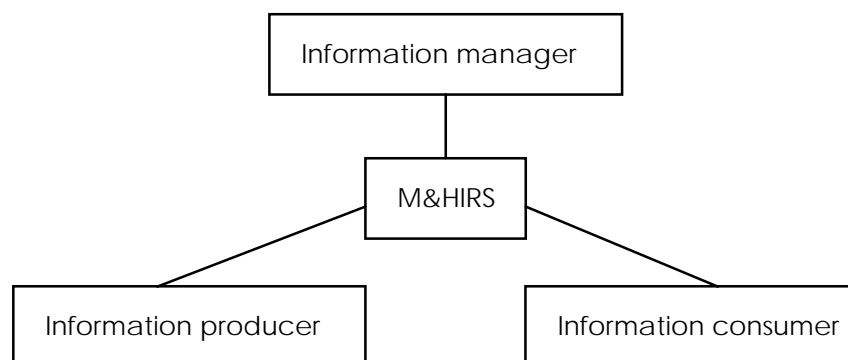 Information manager
M&HIRS
Information producer
Information consumer